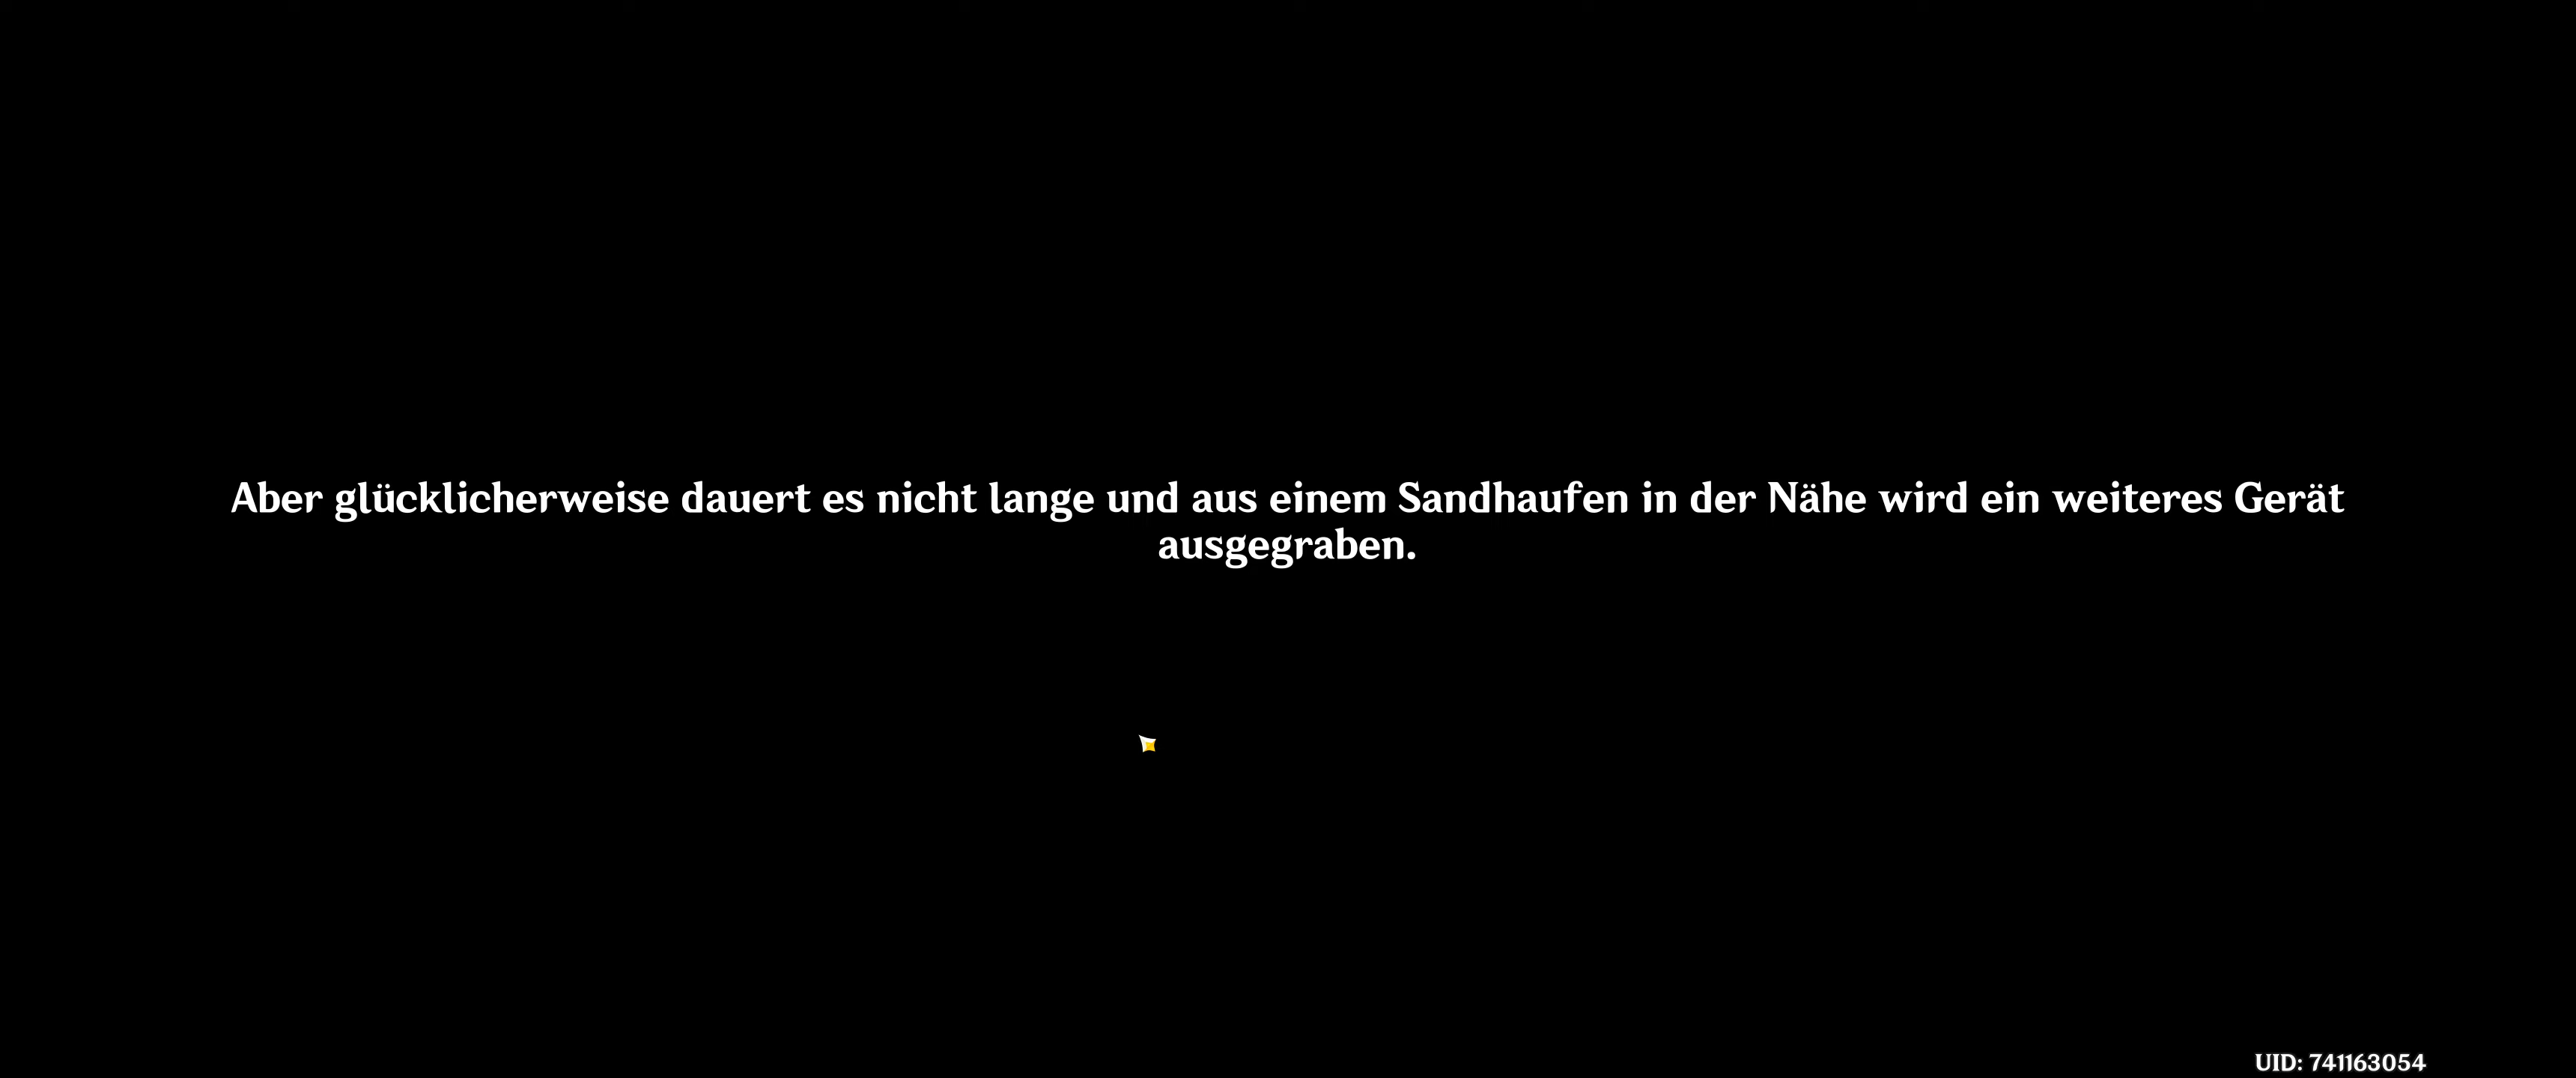 Aber glücklicherweise dauert es nicht lange und aus einem Sandhaufen in der Nähe wird ein weiteres Gerät
ausgegraben.
UID: 741163054